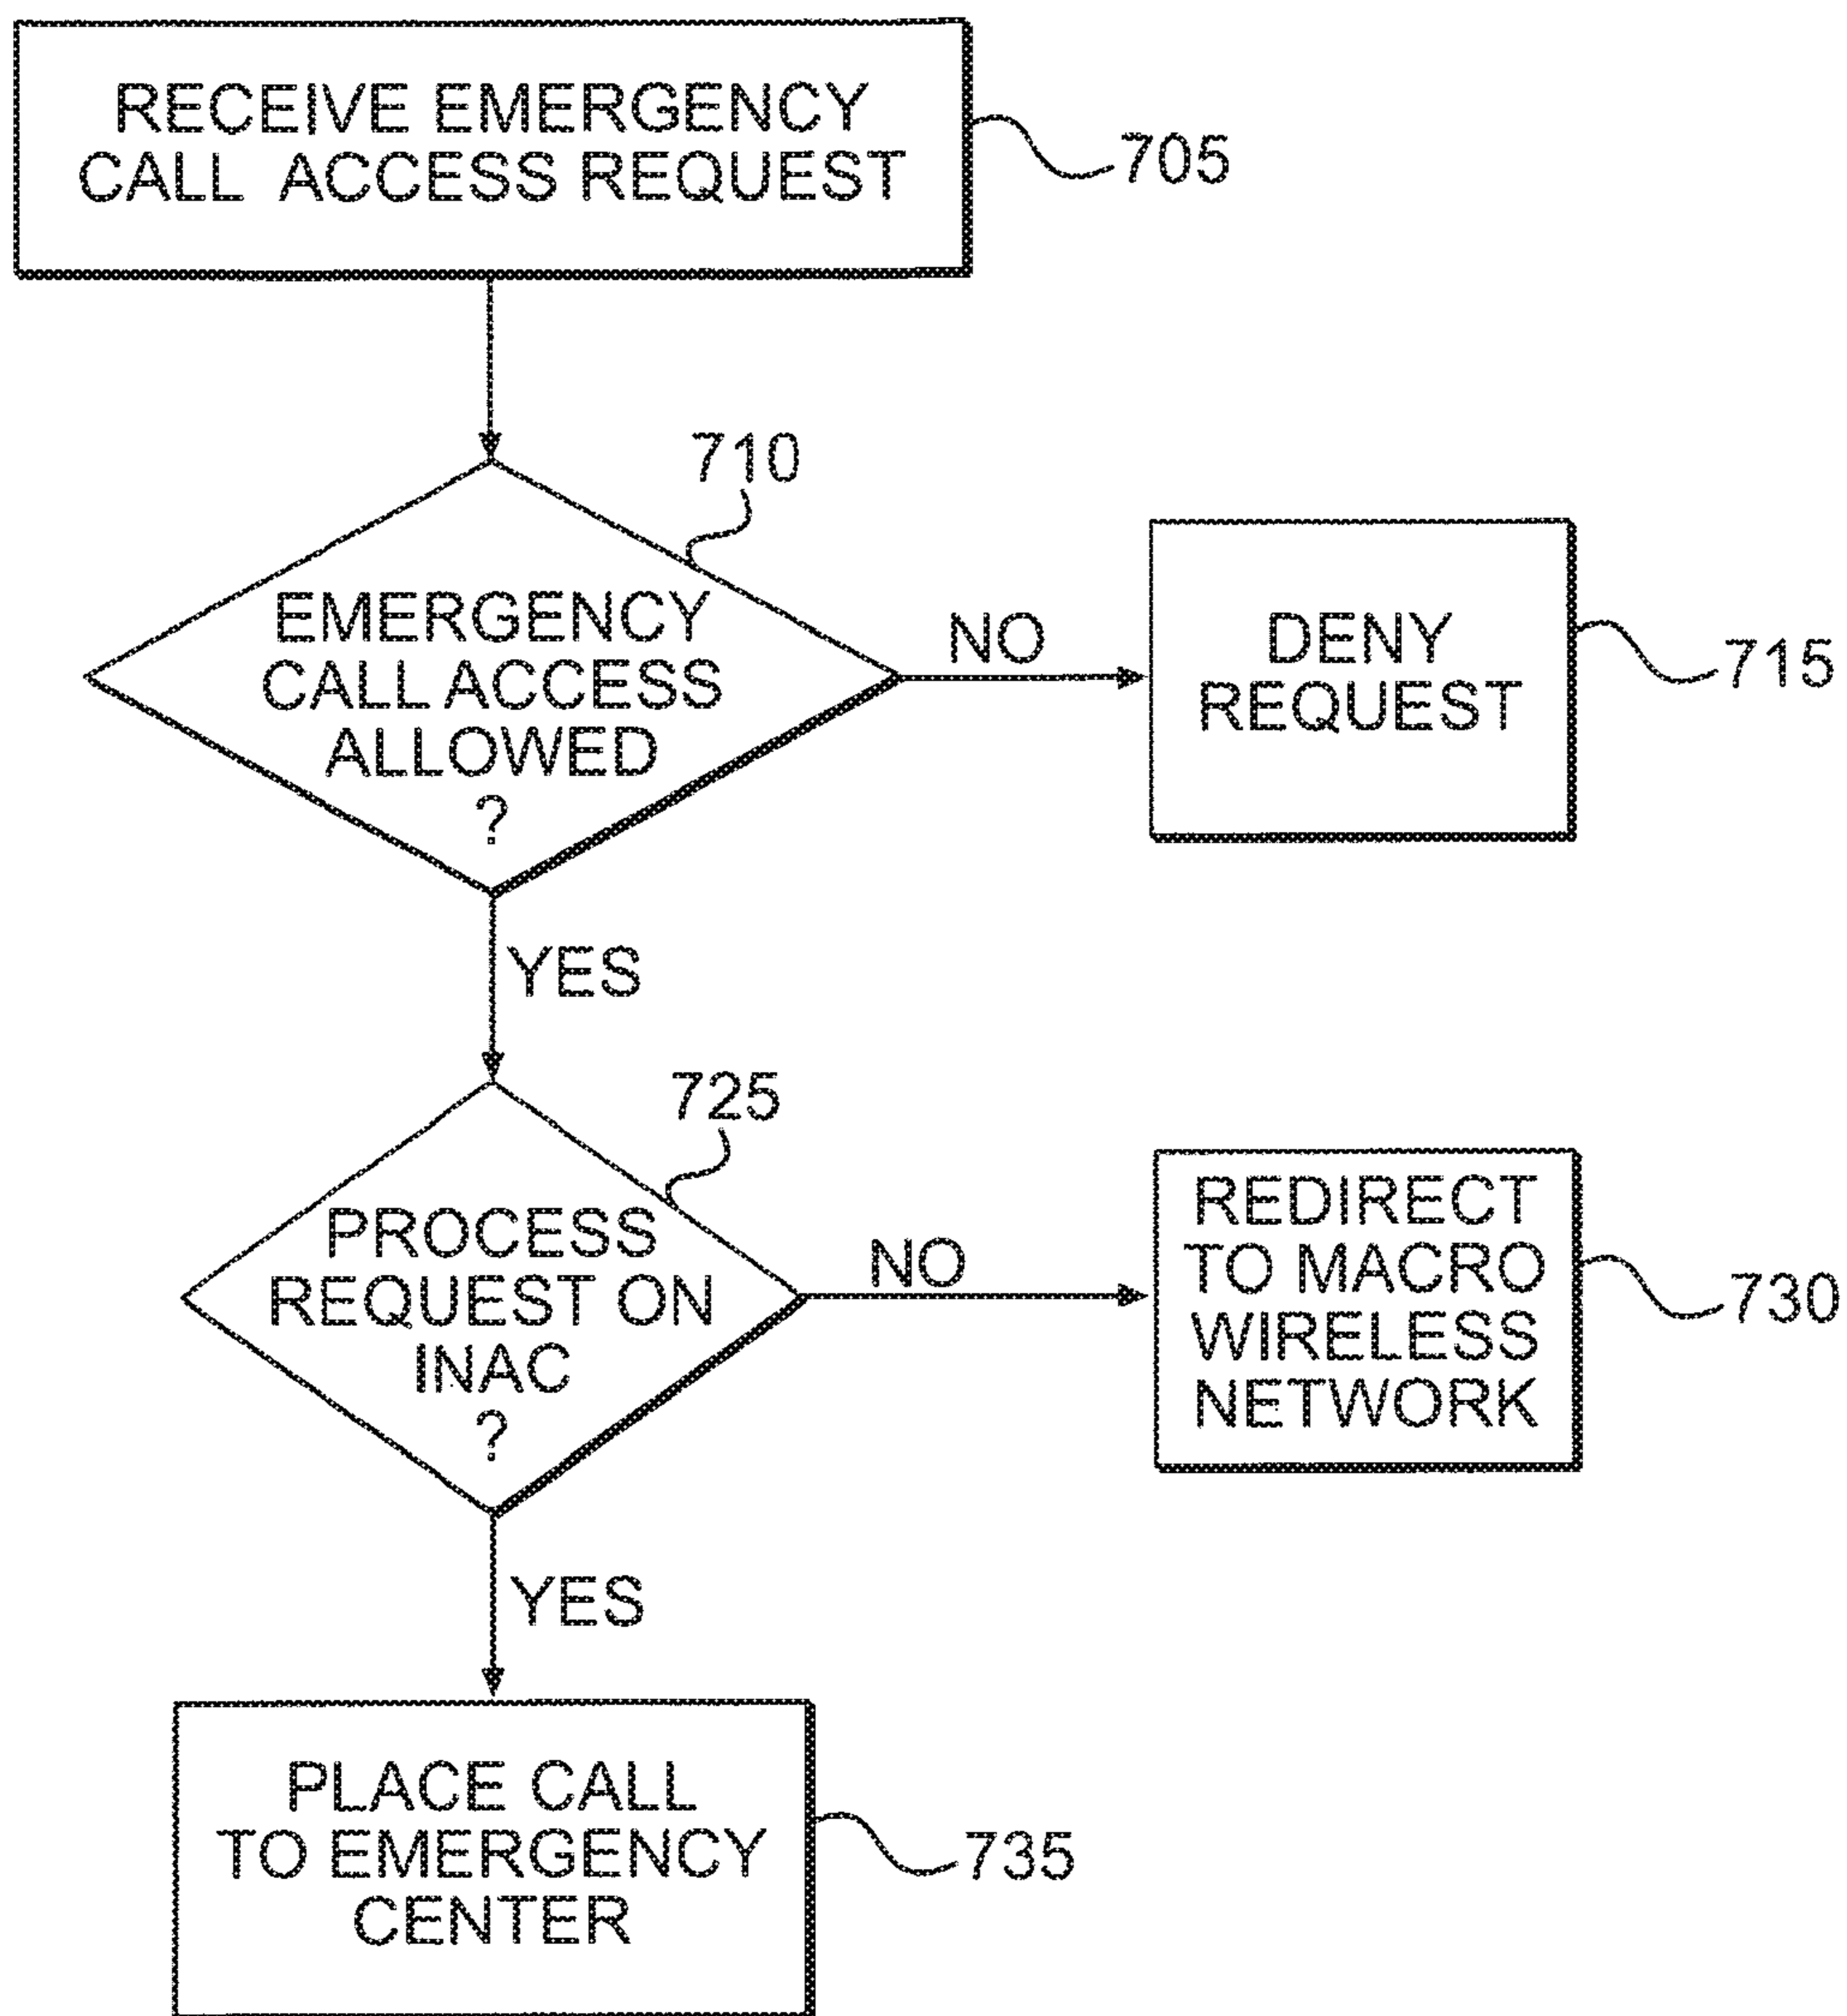 RECEIVE EMERGENCY
CALL ACCESS REQUEST
705
710
EMERGENCY
CALL ACCESS
ALLOWED
?
NO
DENY
REQUEST
715
YES
725
PROCESS
REQUEST ON
INAC
?
NO
REDIRECT
TO MACRO
WIRELESS
NETWORK
730
YES
PLACE CALL
TO EMERGENCY
CENTER
735